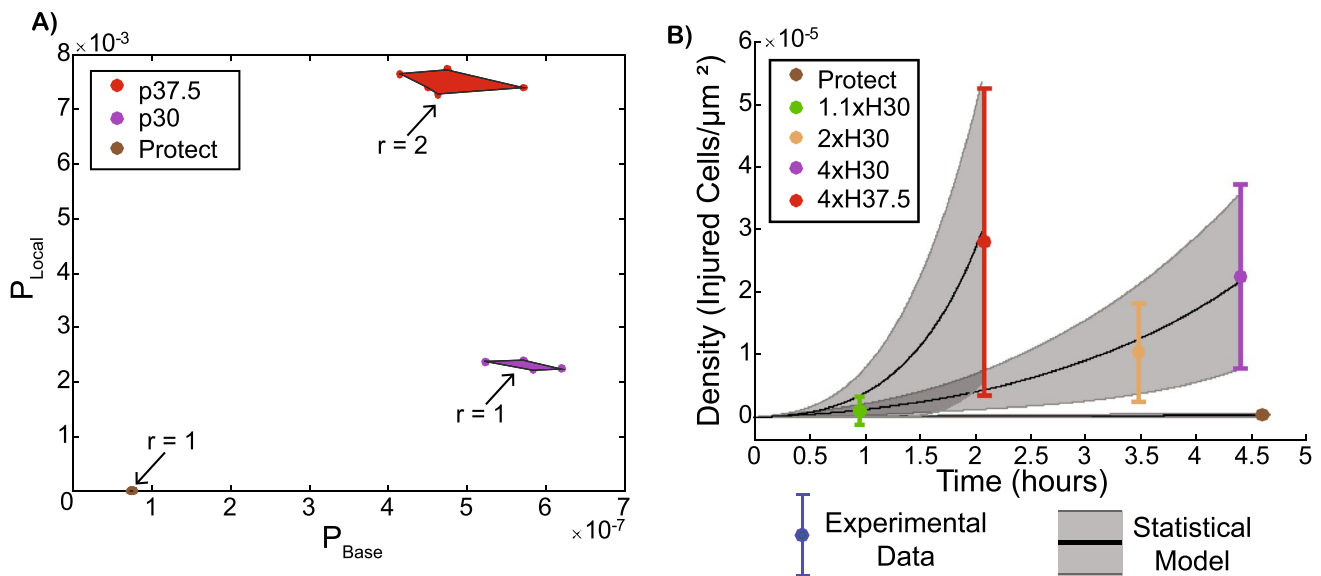 A)
8 ×10⁻³
7
6
5
4
3
2
1
0
P_Local
p37.5
p30
Protect
r = 2
r = 1
r = 1
0 1 2 3 4 5 6 7
×10⁻⁷
P_Base
B)
6 ×10⁻⁵
5
4
3
2
1
0
Density (Injured Cells/µm ²)
Protect
1.1xH30
2xH30
4xH30
4xH37.5
0 0.5 1 1.5 2 2.5 3 3.5 4 4.5 5
Time (hours)
Experimental
Data
Statistical
Model